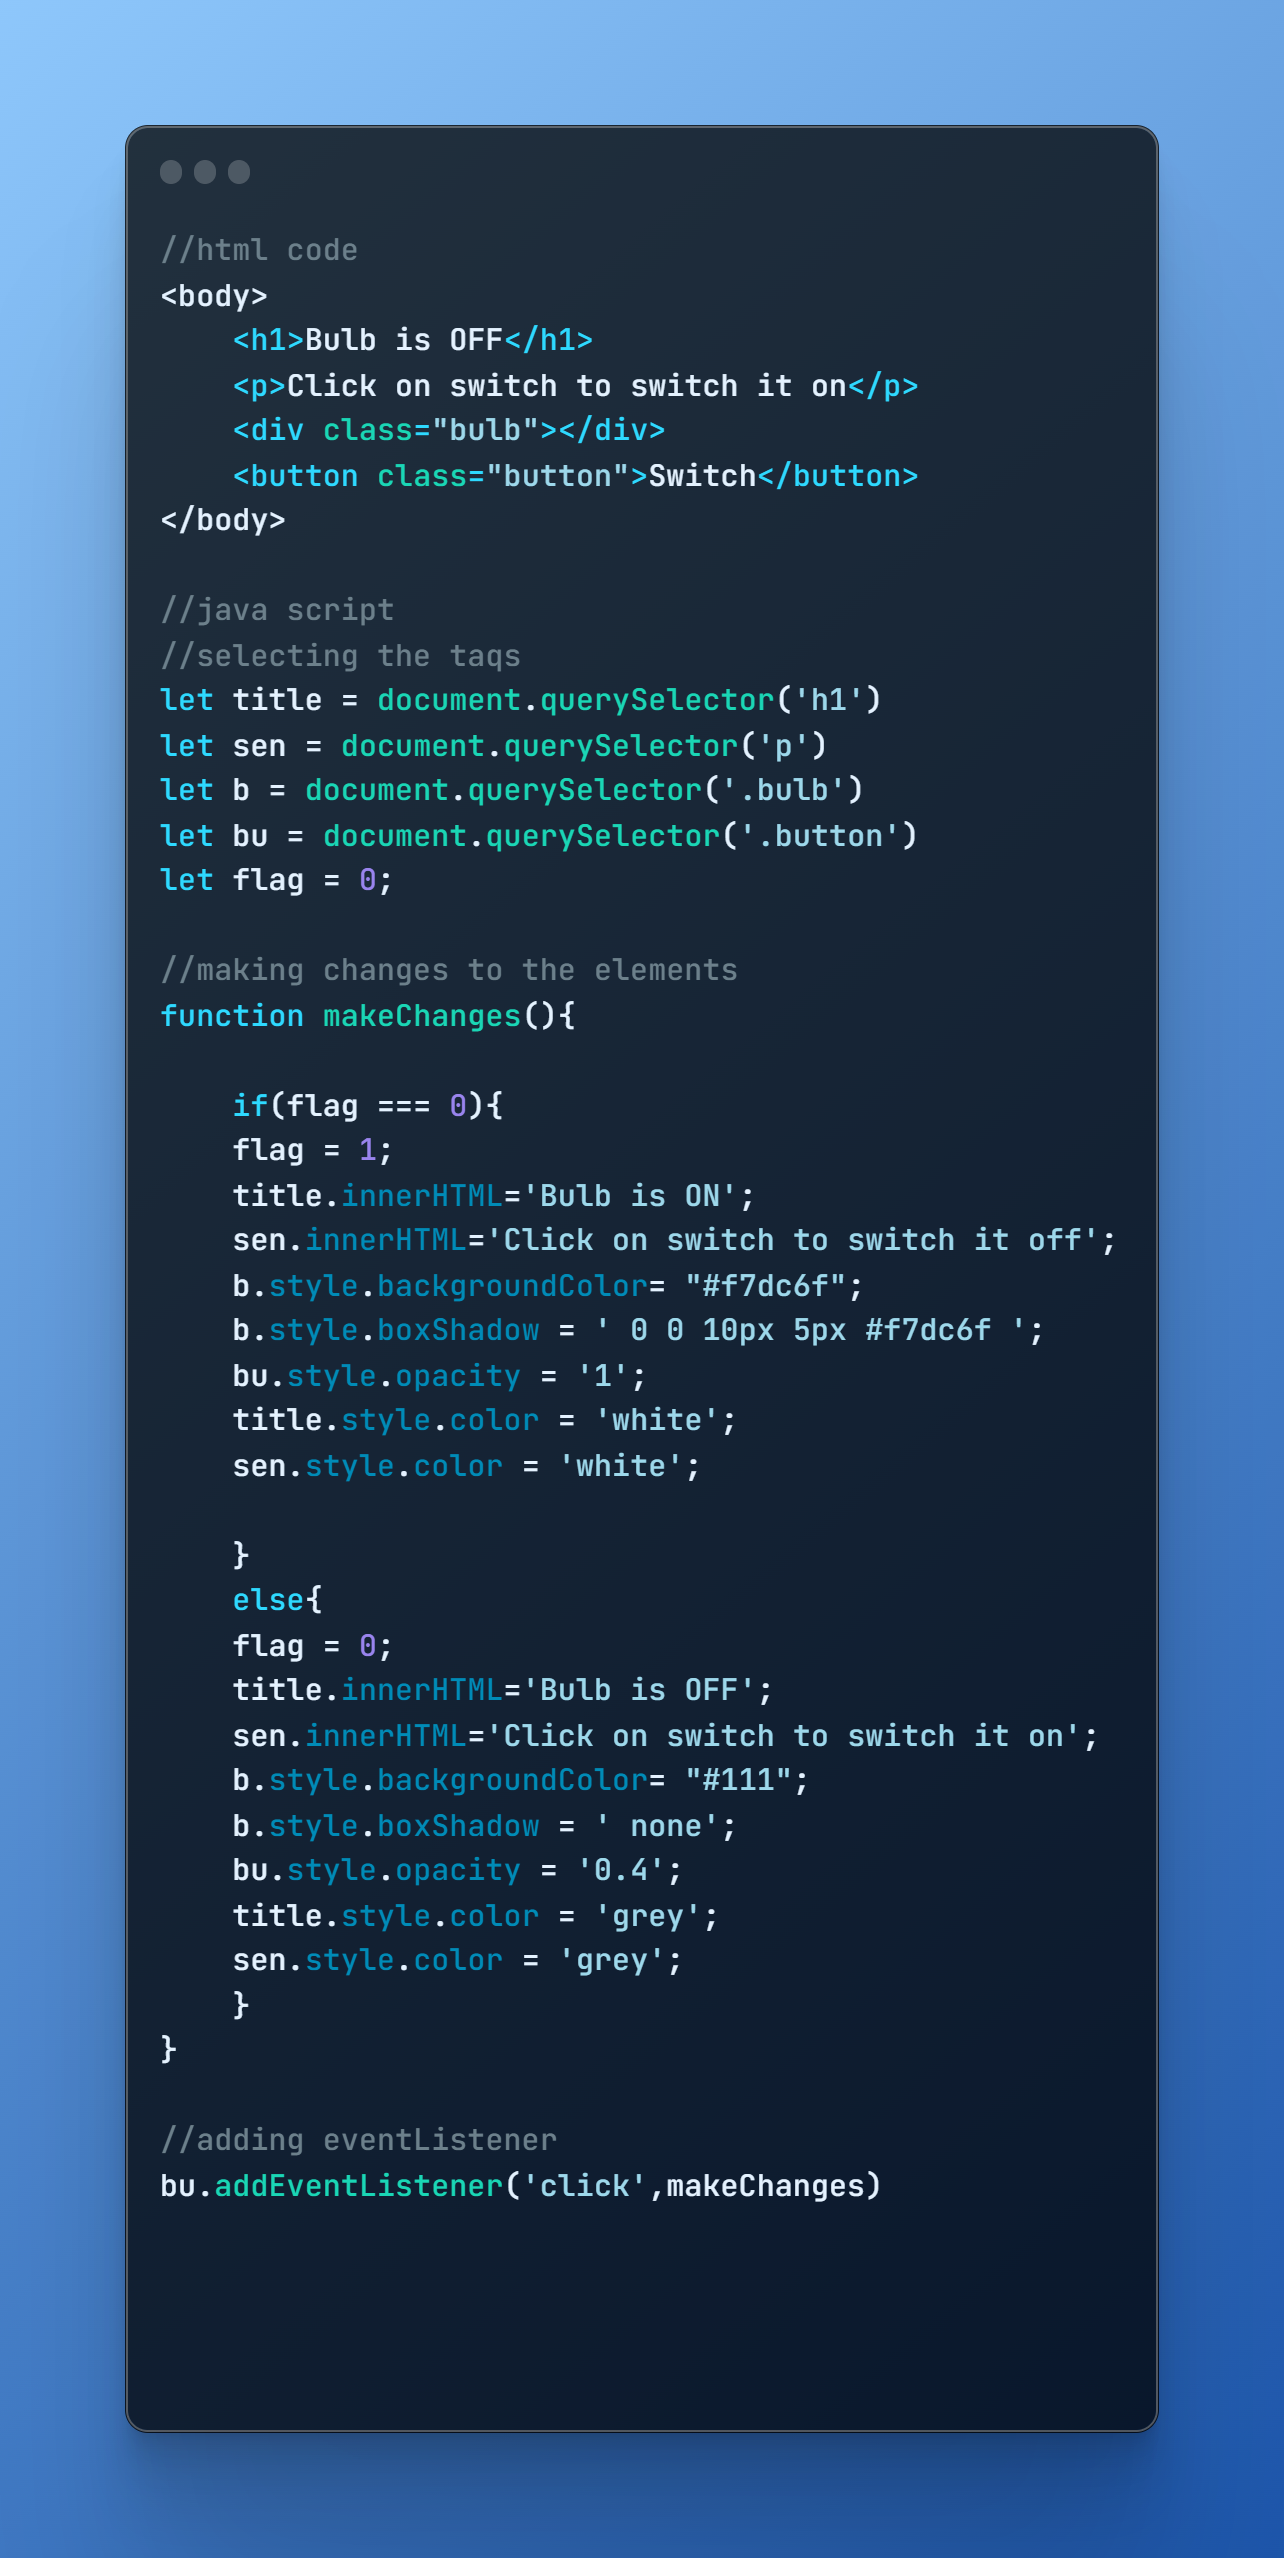 //html code
<body>
    <h1>Bulb is OFF</h1>
    <p>Click on switch to switch it on</p>
    <div class="bulb"></div>
    <button class="button">Switch</button>
</body>

//java script
//selecting the taqs
let title = document.querySelector('h1')
let sen = document.querySelector('p')
let b = document.querySelector('.bulb')
let bu = document.querySelector('.button')
let flag = 0;

//making changes to the elements
function makeChanges(){

    if(flag === 0){
    flag = 1;
    title.innerHTML='Bulb is ON';
    sen.innerHTML='Click on switch to switch it off';
    b.style.backgroundColor= "#f7dc6f";
    b.style.boxShadow = ' 0 0 10px 5px #f7dc6f ';
    bu.style.opacity = '1';
    title.style.color = 'white';
    sen.style.color = 'white';

    }
    else{
    flag = 0;
    title.innerHTML='Bulb is OFF';
    sen.innerHTML='Click on switch to switch it on';
    b.style.backgroundColor= "#111";
    b.style.boxShadow = ' none';
    bu.style.opacity = '0.4';
    title.style.color = 'grey';
    sen.style.color = 'grey';
    }
}

//adding eventListener
bu.addEventListener('click',makeChanges)